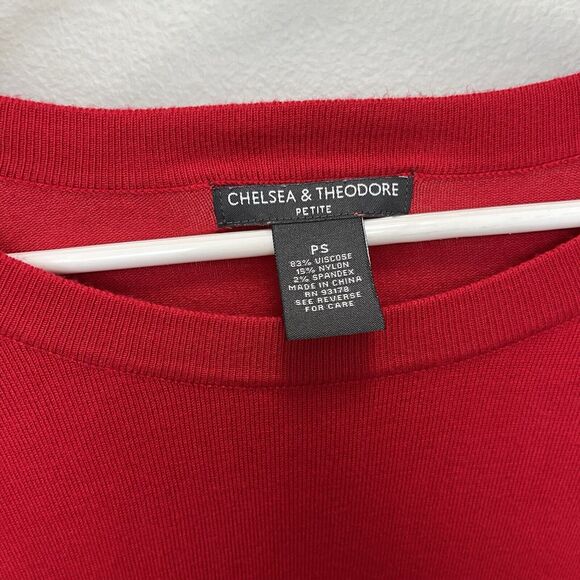 CHELSEA & THEODORE
PETITE
PS
83% VISCOSE
15% NYLON
2% SPANDEX
MADE IN CHINA
RN 93178
SEE REVERSE
FOR CARE